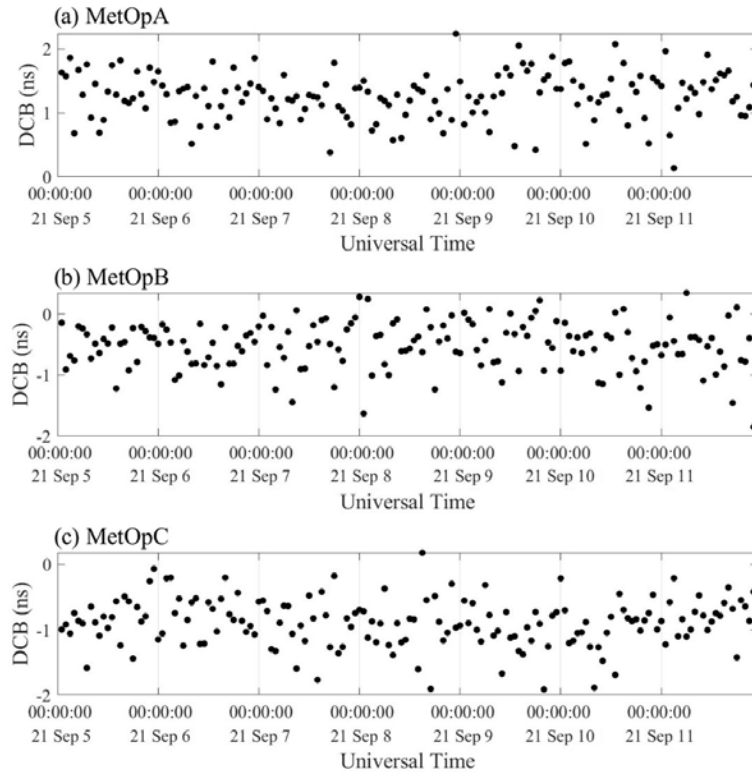 (a) MetOpA
DCB (ns)
2
1
0
00:00:00 00:00:00 00:00:00 00:00:00 00:00:00 00:00:00 00:00:00
21 Sep 5 21 Sep 6 21 Sep 7 21 Sep 8 21 Sep 9 21 Sep 10 21 Sep 11
Universal Time
(b) MetOpB
DCB (ns)
0
-1
-2
00:00:00 00:00:00 00:00:00 00:00:00 00:00:00 00:00:00 00:00:00
21 Sep 5 21 Sep 6 21 Sep 7 21 Sep 8 21 Sep 9 21 Sep 10 21 Sep 11
Universal Time
(c) MetOpC
DCB (ns)
0
-1
-2
00:00:00 00:00:00 00:00:00 00:00:00 00:00:00 00:00:00 00:00:00
21 Sep 5 21 Sep 6 21 Sep 7 21 Sep 8 21 Sep 9 21 Sep 10 21 Sep 11
Universal Time